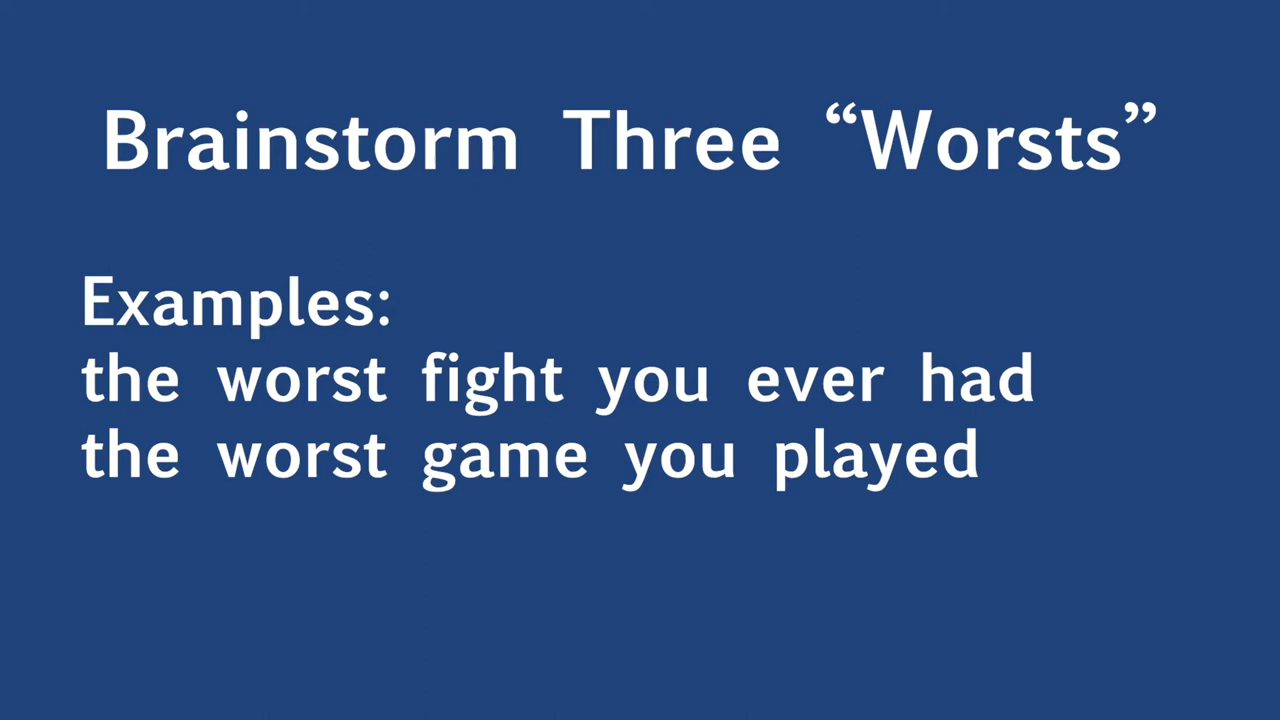 Brainstorm Three “Worsts”
Examples:
the worst fight you ever had
the worst game you played